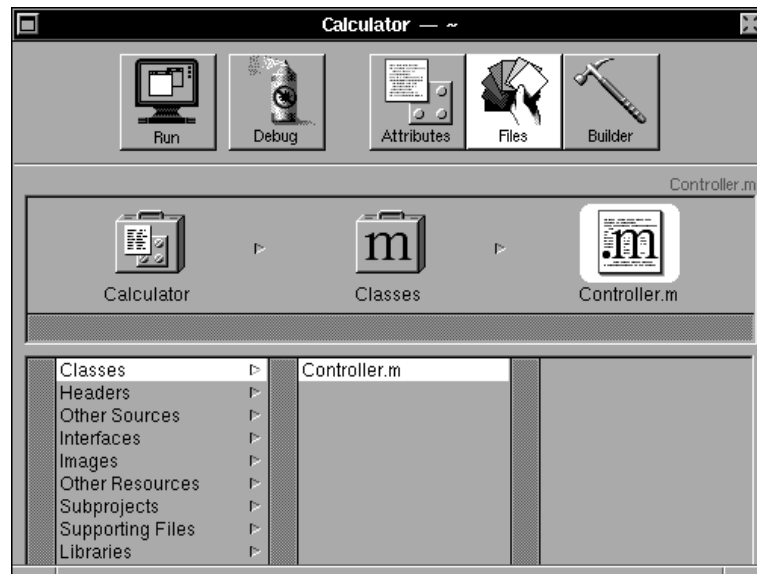 Calculator — ~
Run Debug Attributes Files Builder
Controller.m
m .m
Calculator Classes Controller.m
Classes Controller.m
Headers
Other Sources
Interfaces
Images
Other Resources
Subprojects
Supporting Files
Libraries